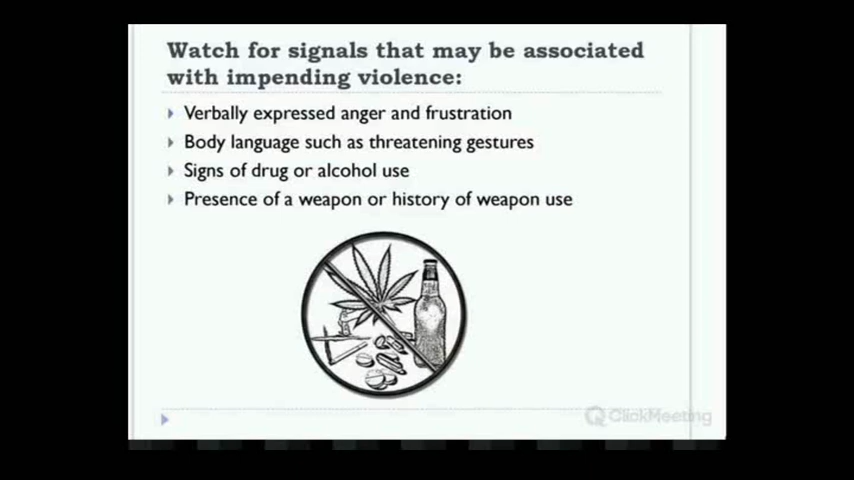 Watch for signals that may be associated
with impending violence:
Verbally expressed anger and frustration
Body language such as threatening gestures
Signs of drug or alcohol use
Presence of a weapon or history of weapon use
ClickMeeting